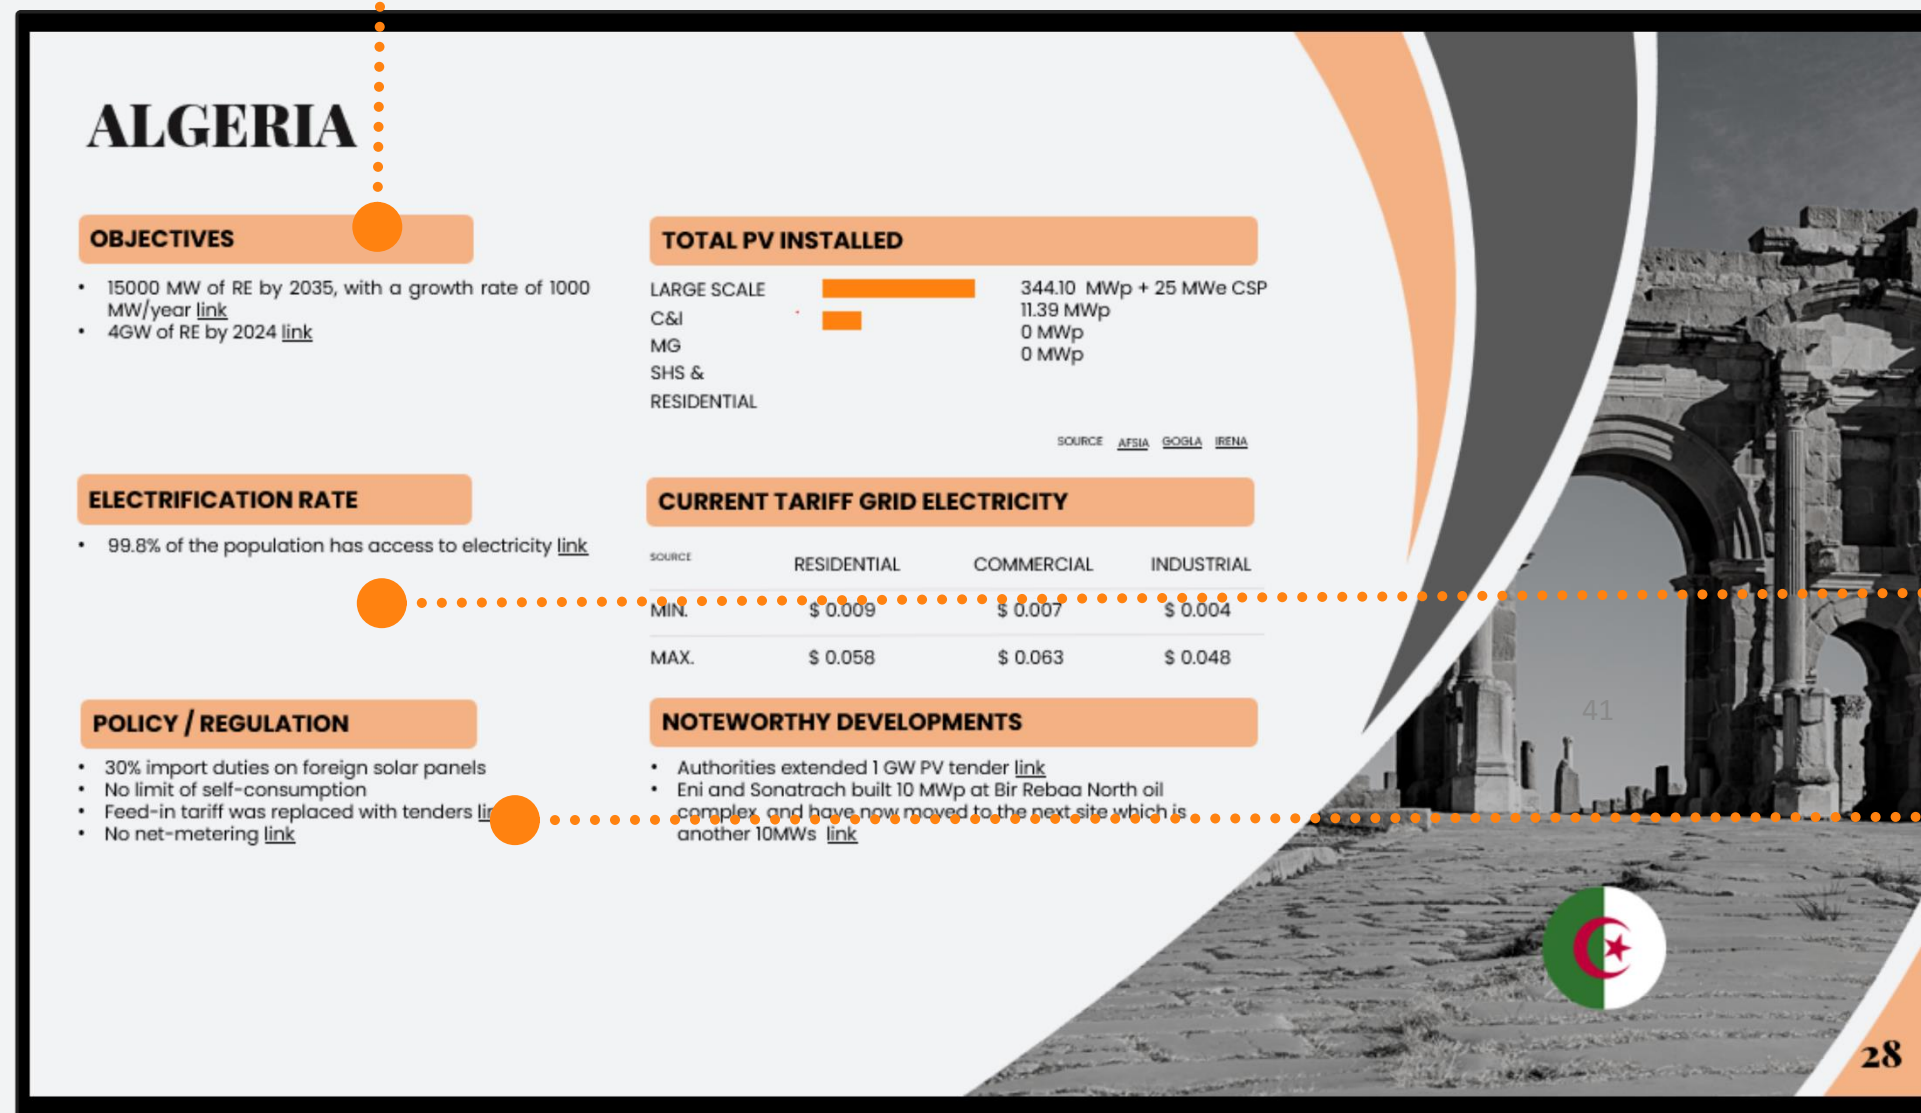 ALGERIA
OBJECTIVES
• 15000 MW of RE by 2035, with a growth rate of 1000
MW/year link
• 4GW of RE by 2024 link
TOTAL PV INSTALLED
LARGE SCALE 344.10 MWp + 25 MWe CSP
C&I 11.39 MWp
MG 0 MWp
SHS & 0 MWp
RESIDENTIAL
SOURCE AFSIA GOGLA IRENA
ELECTRIFICATION RATE
• 99.8% of the population has access to electricity link
CURRENT TARIFF GRID ELECTRICITY
SOURCE RESIDENTIAL COMMERCIAL INDUSTRIAL
MIN. $ 0.009 $ 0.007 $ 0.004
MAX. $ 0.058 $ 0.063 $ 0.048
POLICY / REGULATION
• 30% import duties on foreign solar panels
• No limit of self-consumption
• Feed-in tariff was replaced with tenders
• No net-metering link
NOTEWORTHY DEVELOPMENTS
• Authorities extended 1 GW PV tender link
• Eni and Sonatrach built 10 MWp at Bir Rebaa North oil
complex and have now moved to the next site which is
another 10MWs link
41
28